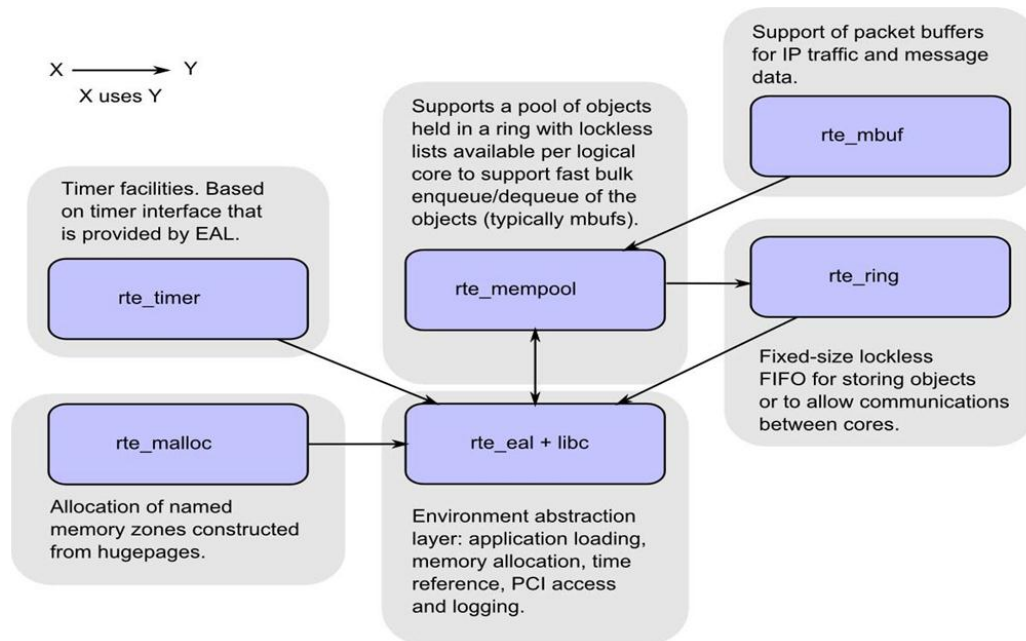 X
Y
X uses Y
Support of packet buffers
for IP traffic and message
data.
rte_mbuf
Supports a pool of objects
held in a ring with lockless
lists available per logical
core to support fast bulk
enqueue/dequeue of the
objects (typically mbufs).
rte_mempool
Timer facilities. Based
on timer interface that
is provided by EAL.
rte_timer
rte_ring
Fixed-size lockless
FIFO for storing objects
or to allow communications
between cores.
rte_malloc
Allocation of named
memory zones constructed
from hugepages.
rte_eal + libc
Environment abstraction
layer: application loading,
memory allocation, time
reference, PCI access
and logging.